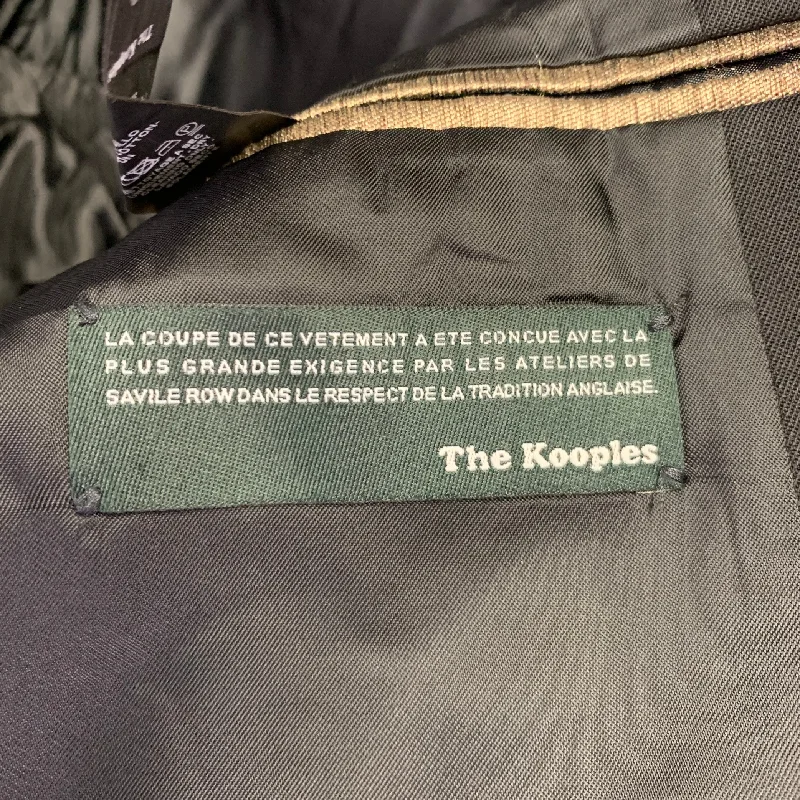 LA COUPE DE CE VETEMENT A ETE CONCUE AVEC LA
PLUS GRANDE EXIGENCE PAR LES ATELIERS DE
SAVILE ROW DANS LE RESPECT DE LA TRADITION ANGLAISE.
The Kooples